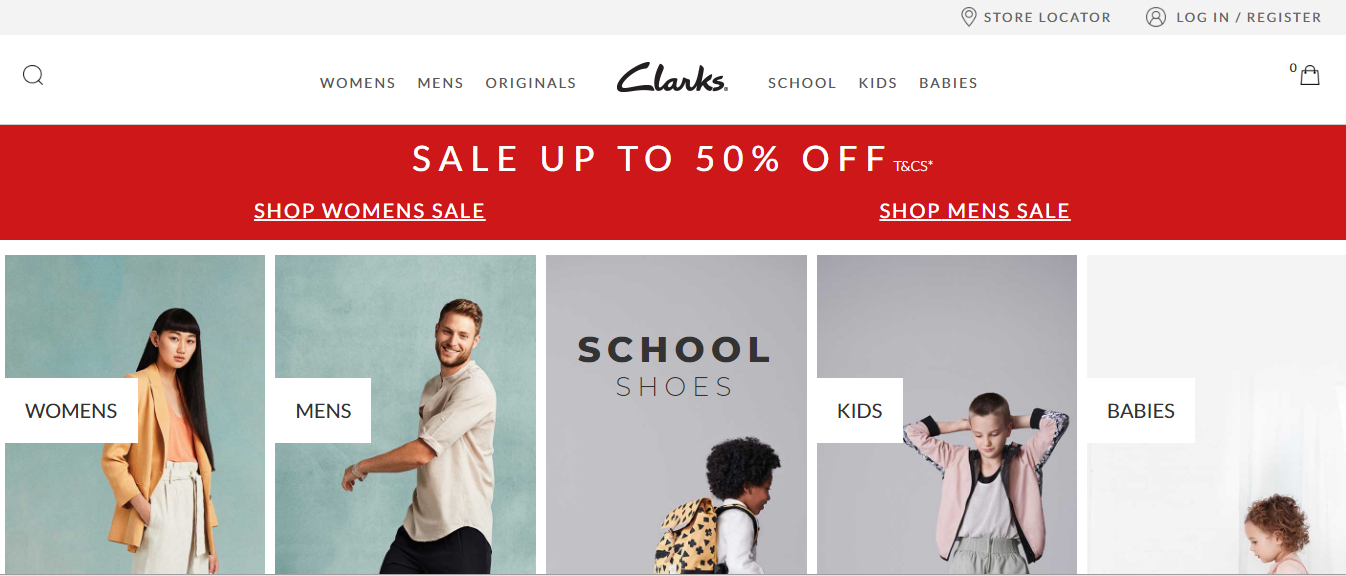 STORE LOCATOR LOG IN / REGISTER
WOMENS MENS ORIGINALS Clarks. SCHOOL KIDS BABIES 0
SALE UP TO 50% OFF T&CS*
SHOP WOMENS SALE SHOP MENS SALE
SCHOOL
SHOES
WOMENS MENS KIDS BABIES